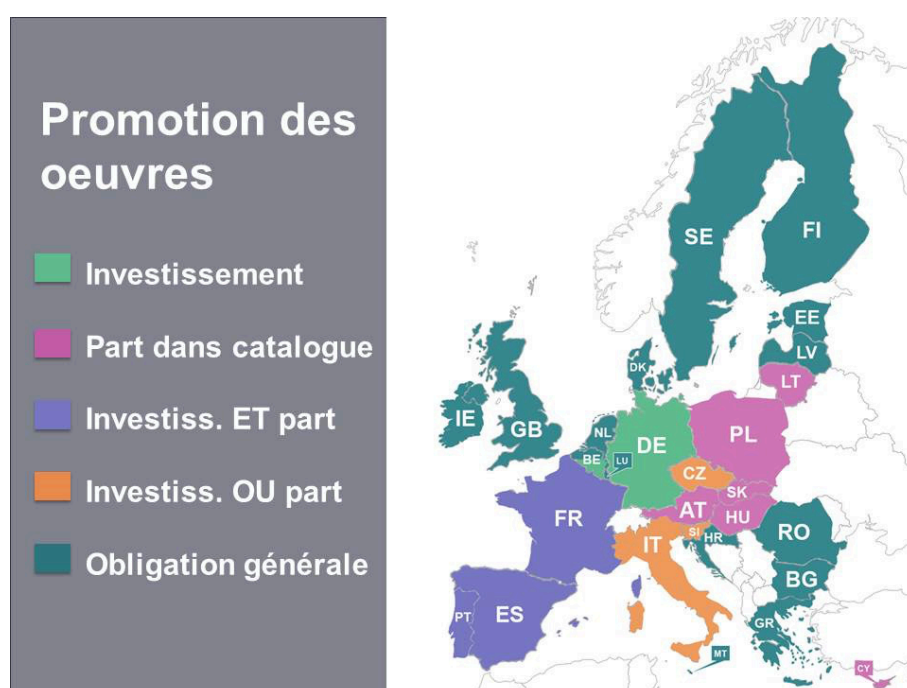 Promotion des
oeuvres
Investissement
Part dans catalogue
Investiss. ET part
Investiss. OU part
Obligation générale
SE
FI
EE
LV
LT
DK
IE
GB
NL
BE
LU
DE
PL
CZ
SK
AT
HU
FR
IT
SI
HR
RO
BG
PT
ES
GR
MT
CY